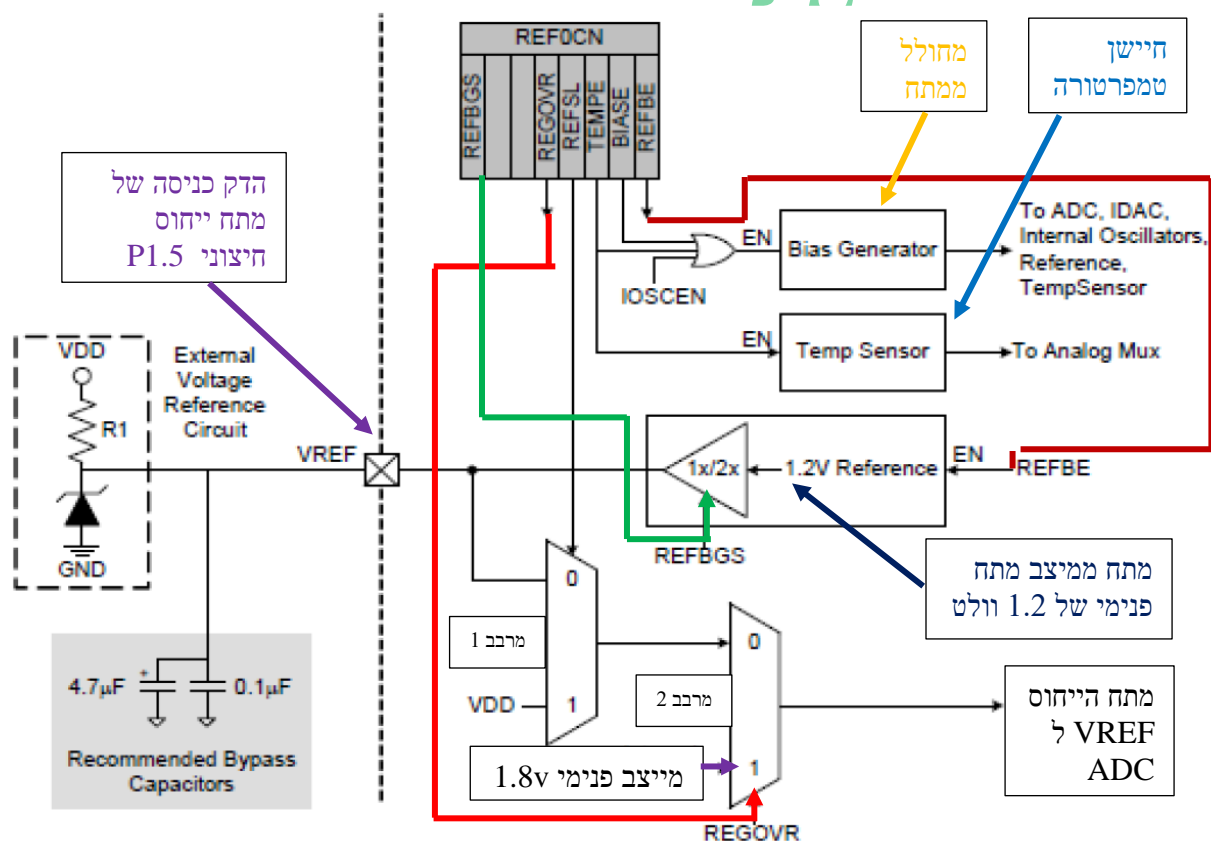 REF0CN
REFBGS
REGOVR
REFSL
TEMPE
BIASE
REFBE
מחולל
ממתח
חיישן
טמפרטורה
הדק כניסה של
מתח ייחוס
חיצוני P1.5
EN
Bias Generator
To ADC, IDAC,
Internal Oscillators,
Reference,
TempSensor
IOSCEN
EN
Temp Sensor
To Analog Mux
VDD
R1
GND
External
Voltage
Reference
Circuit
VREF
1x/2x
1.2V Reference
EN
REFBE
REFBGS
מתח ממיצב מתח
פנימי של 1.2 וולט
0
מרבב 1
VDD
1
0
מרבב 2
1
מייצב פנימי 1.8v
REGOVR
מתח הייחוס
VREF ל
ADC
4.7µF
+
0.1µF
Recommended Bypass
Capacitors